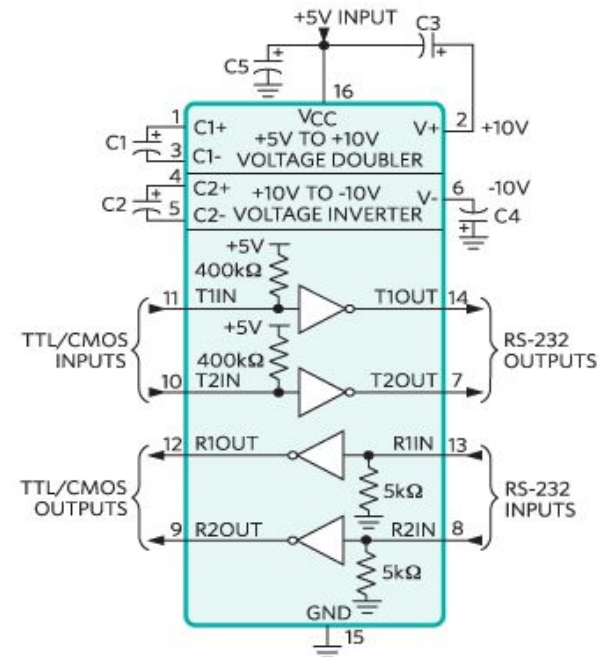 +5V INPUT
C3
+
C5
+
+
16
1
VCC
2
C1+
+5V TO +10V
V+
+10V
C1
+
3
C1-
VOLTAGE DOUBLER
4
C2+
+10V TO -10V
6
-10V
C2
+
V-
5
C2-
VOLTAGE INVERTER
+
C4
+5V
400kΩ
11
T1IN
T1OUT
14
TTL/CMOS
INPUTS
+5V
RS-232
OUTPUTS
400kΩ
10
T2IN
T2OUT
7
12
R1OUT
R1IN
13
TTL/CMOS
OUTPUTS
5kΩ
RS-232
INPUTS
9
R2OUT
R2IN
8
5kΩ
GND
15